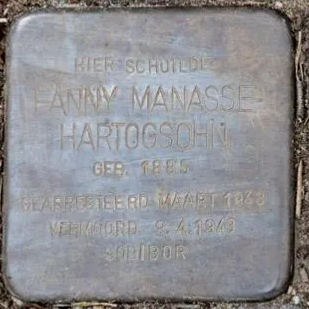 HIER SCHUILDE
FANNY MANASSE-
HARTOGSOHN
GEB. 1885
GEARRESTEERD MAART 1943
VERMOORD 9.4.1943
SOBIBOR